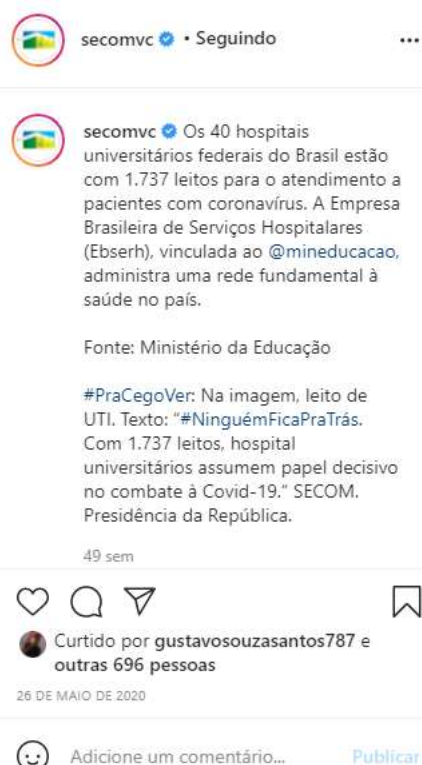 secomvc • Seguindo
secomvc Os 40 hospitais
universitários federais do Brasil estão
com 1.737 leitos para o atendimento a
pacientes com coronavírus. A Empresa
Brasileira de Serviços Hospitalares
(Ebserh), vinculada ao @mineducacao,
administra uma rede fundamental à
saúde no país.
Fonte: Ministério da Educação
#PraCegoVer: Na imagem, leito de
UTI. Texto: “#NinguémFicaPraTrás.
Com 1.737 leitos, hospital
universitários assumem papel decisivo
no combate à Covid-19.” SECOM.
Presidência da República.
49 sem
Curtido por gustavosouzasantos787 e
outras 696 pessoas
26 DE MAIO DE 2020
Adicione um comentário... Publicar